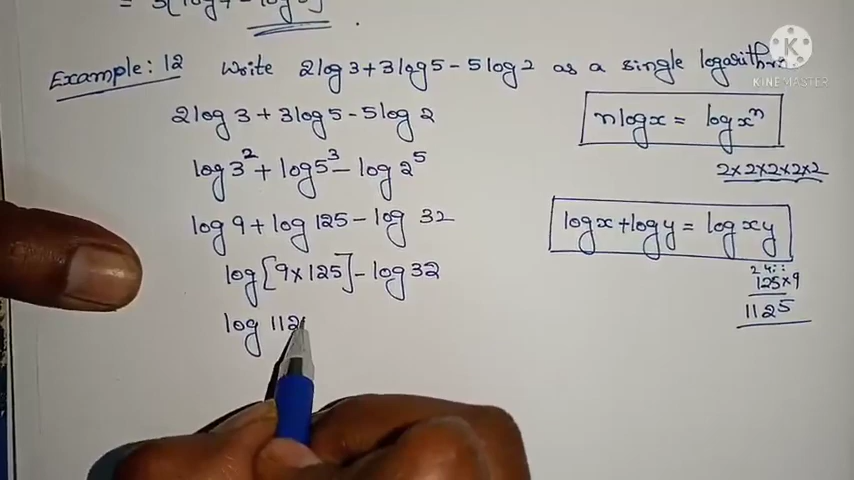 Example: 12 Write 2log3+3log5-5log2 as a single logarithm
2log3+3log5-5log2
log3²+log5³-log2⁵
log9+log125-log32
log[9×125]-log32
log 112
K
KINEMASTER
nlogx = logxⁿ
2×2×2×2×2
logx+logy=logxy
2 4
125×9
1125